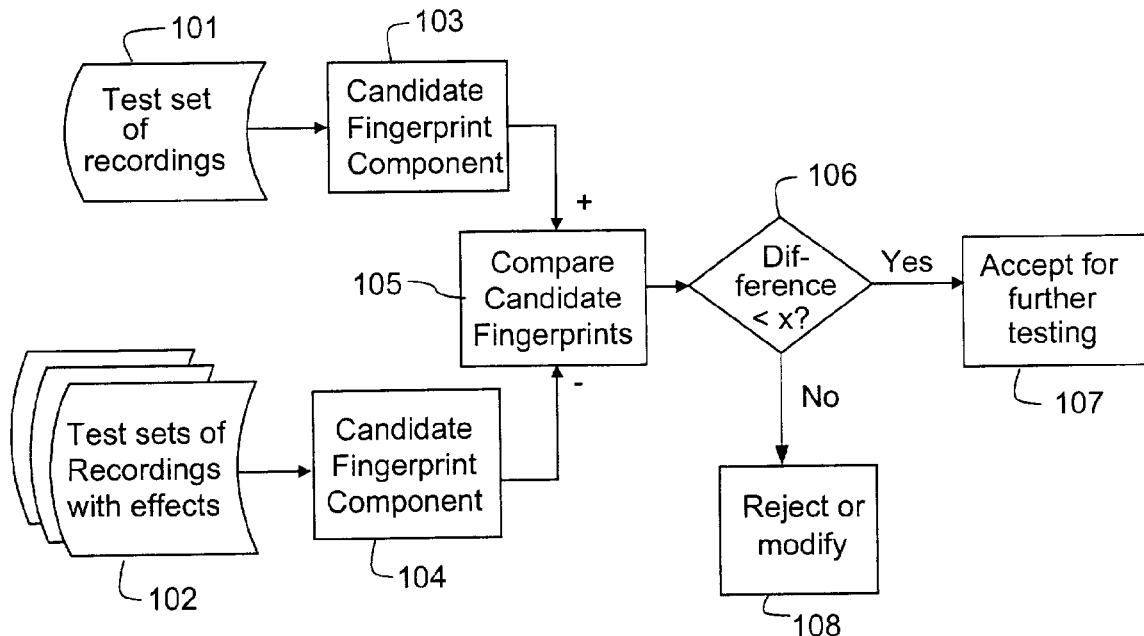 101
Test set
of
recordings
103
Candidate
Fingerprint
Component
+
105
Compare
Candidate
Fingerprints
-
106
Dif-
ference
< x?
Yes
Accept for
further
testing
107
No
Reject or
modify
108
Test sets of
Recordings
with effects
102
Candidate
Fingerprint
Component
104